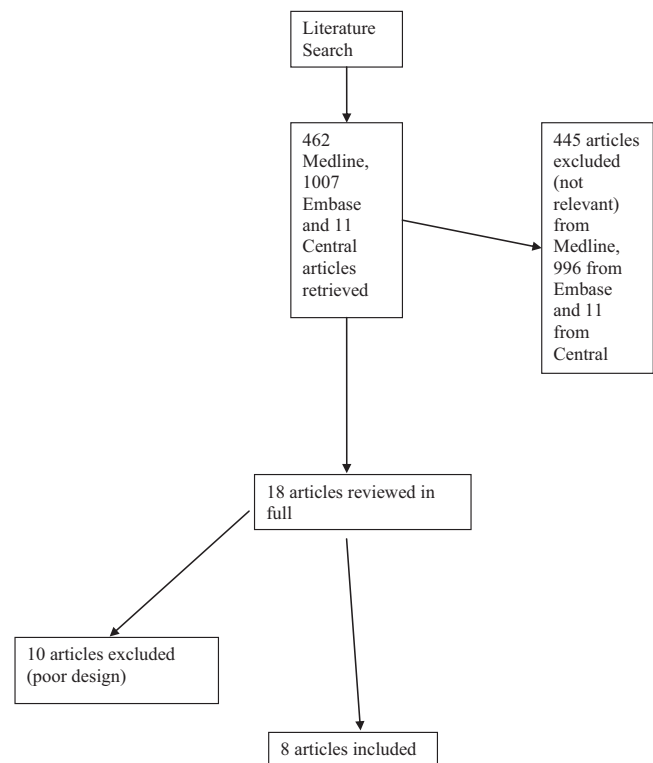 Literature
Search
462
Medline,
1007
Embase
and 11
Central
articles
retrieved
445 articles
excluded
(not
relevant)
from
Medline,
996 from
Embase
and 11
from
Central
18 articles reviewed in
full
10 articles excluded
(poor design)
8 articles included